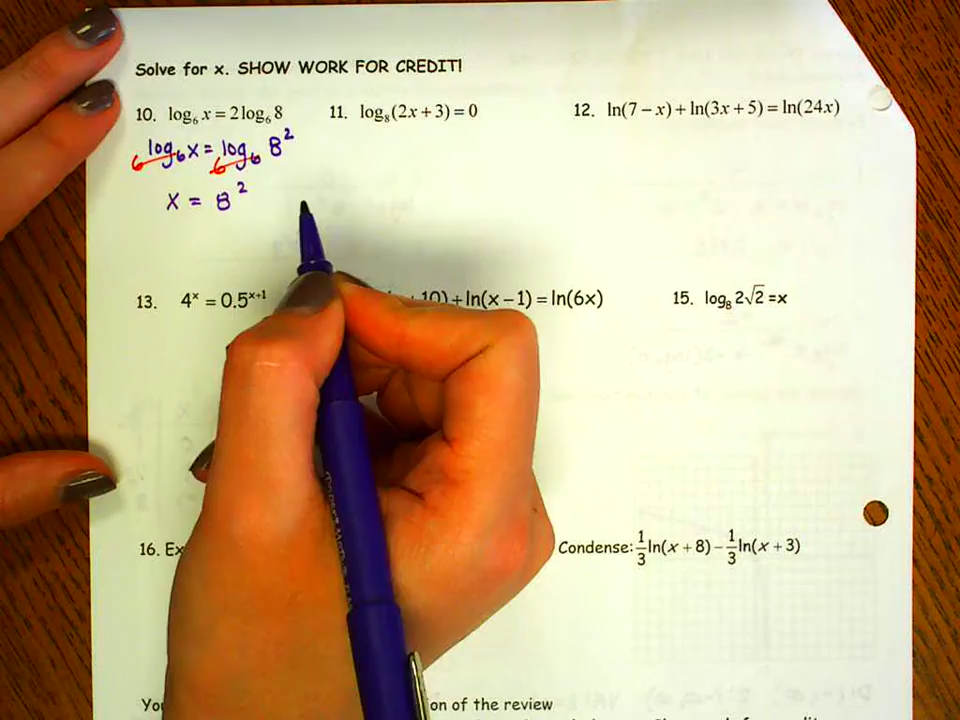 Solve for x. SHOW WORK FOR CREDIT!
10. log₆ x = 2 log₆ 8 11. log₈(2x + 3) = 0 12. ln(7 − x) + ln(3x + 5) = ln(24x)
6 log₆ x = 6 log₆ 8²
x = 8²
13. 4ˣ = 0.5ˣ⁺¹ 10) + ln(x − 1) = ln(6x) 15. log₈ 2√2 = x
16. Ex Condense: 1/3 ln(x + 8) − 1/3 ln(x + 3)
You on of the review